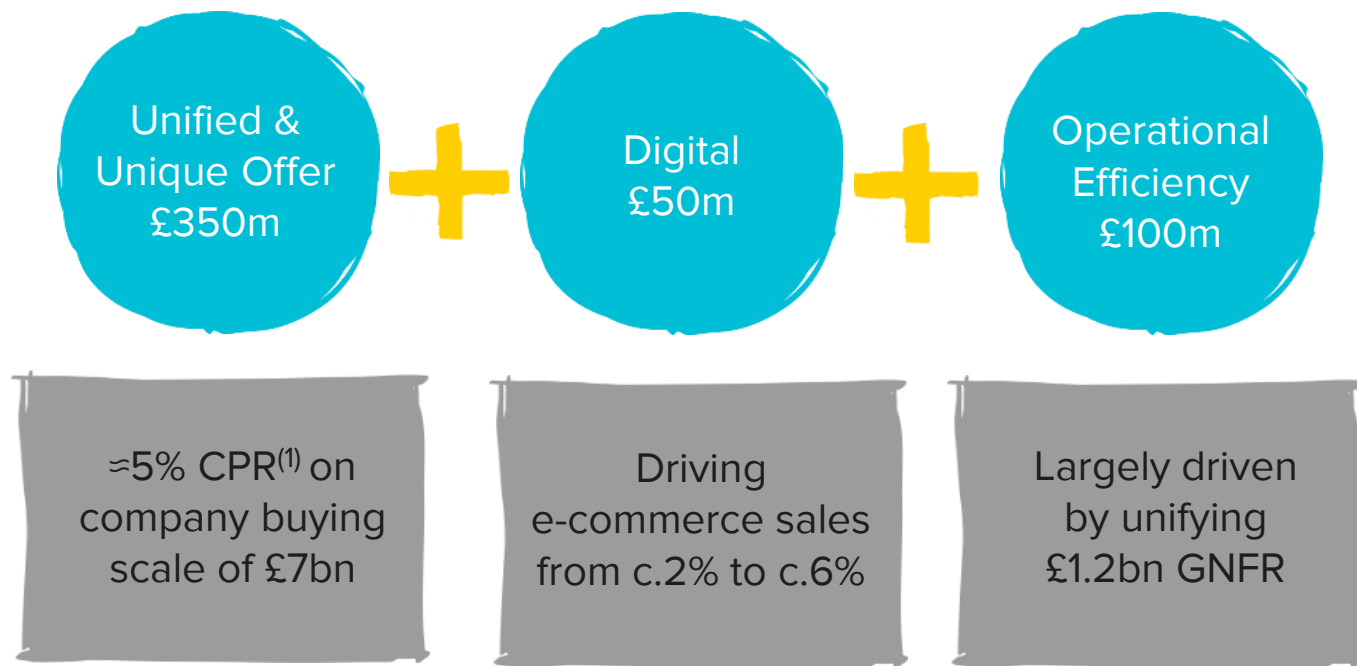 Unified &
Unique Offer
£350m
Digital
£50m
Operational
Efficiency
£100m
≈5% CPR(1) on
company buying
scale of £7bn
Driving
e-commerce sales
from c.2% to c.6%
Largely driven
by unifying
£1.2bn GNFR